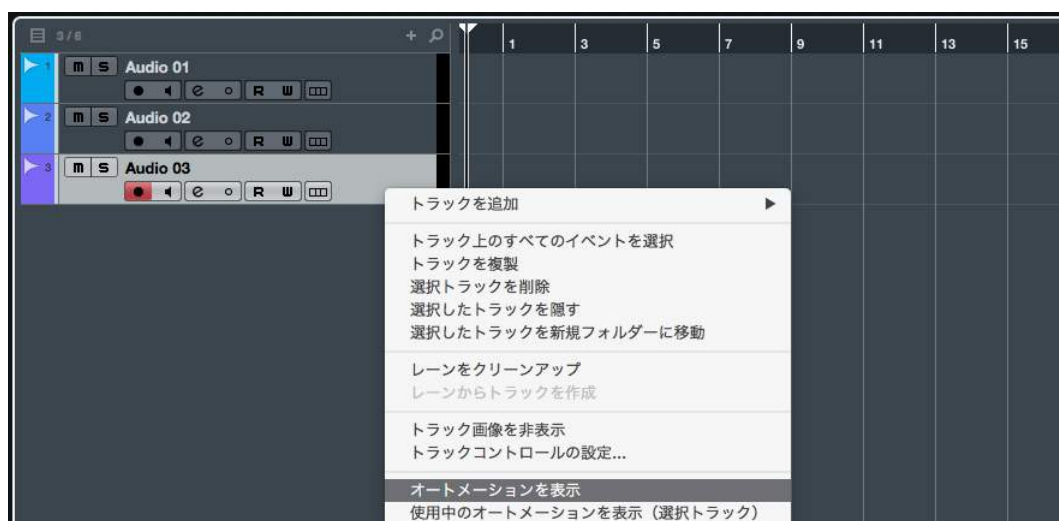 3/6 +
1 3 5 7 9 11 13 15
1 m S Audio 01
e R W
2 m S Audio 02
e R W
3 m S Audio 03
e R W
トラックを追加
トラック上のすべてのイベントを選択
トラックを複製
選択トラックを削除
選択したトラックを隠す
選択したトラックを新規フォルダーに移動
レーンをクリーンアップ
レーンからトラックを作成
トラック画像を非表示
トラックコントロールの設定...
オートメーションを表示
使用中のオートメーションを表示（選択トラック）